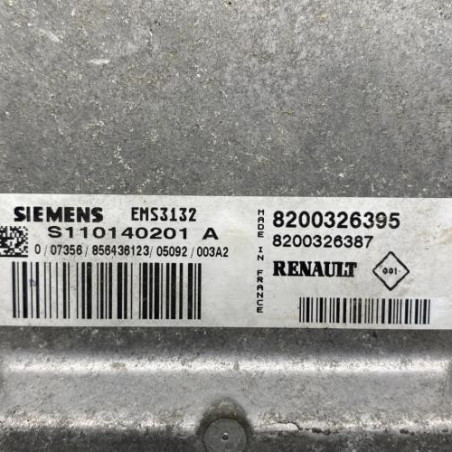 SIEMENS EMS3132
S110140201 A
0 / 07356 / 856436123 / 05092 / 003A2
MADE IN FRANCE
8200326395
8200326387
RENAULT
001